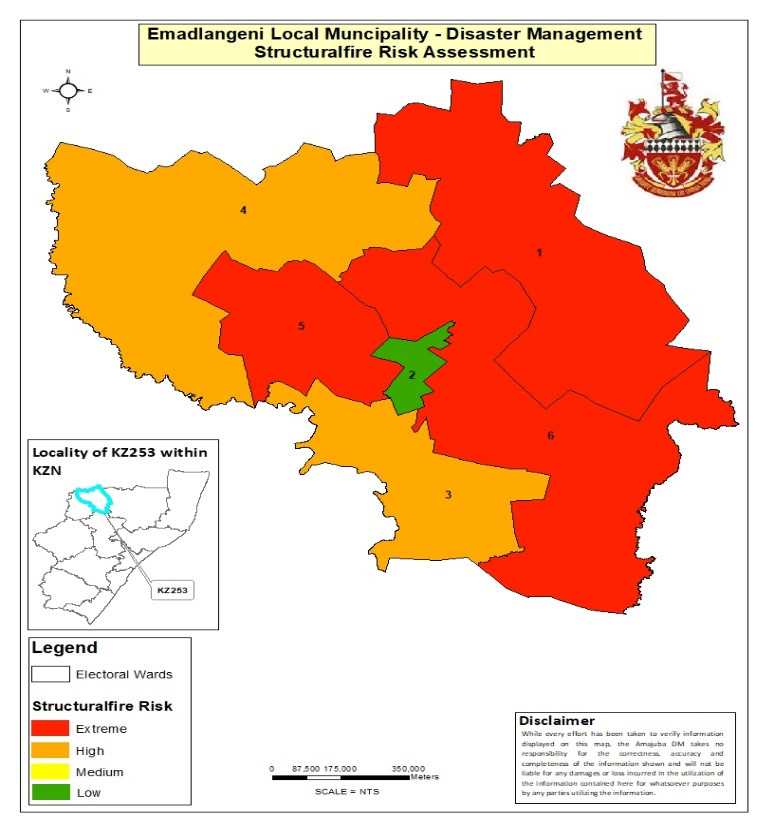 Emadlangeni Local Muncipality - Disaster Management
Structuralfire Risk Assessment
N
W E
S
4
1
5
2
6
3
Locality of KZ253 within
KZN
KZ253
Legend
Electoral Wards
Structuralfire Risk
Extreme
High
Medium
Low
0 87,500 175,000 350,000
Meters
SCALE = NTS
Disclaimer
While every effort has been taken to verify information
displayed on this map, the Amajuba DM takes no
responsibility for the correctness, accuracy and
completeness of the information shown and will not be
liable for any damages or loss incurred in the utilization of
the information contained here for whatsoever purposes
by any parties utilizing the information.